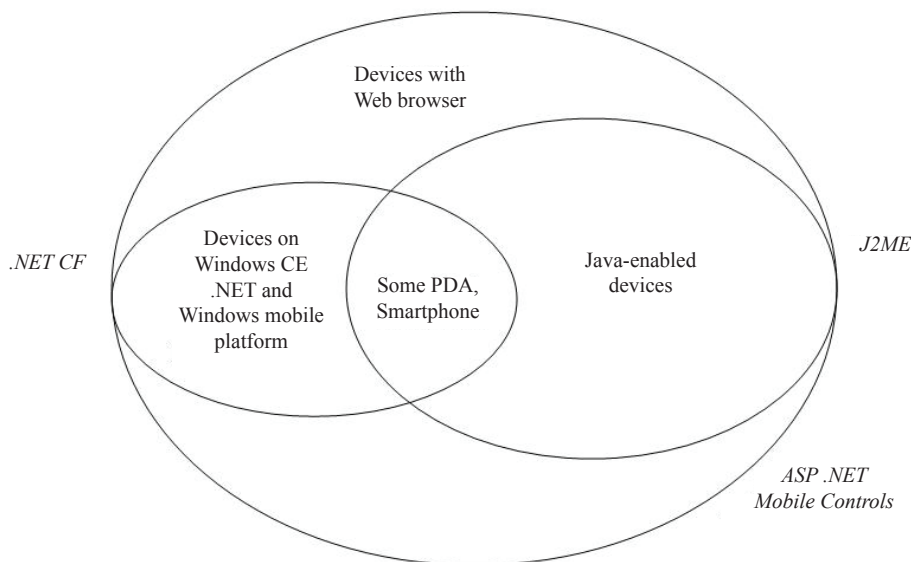 Devices with
Web browser
.NET CF
Devices on
Windows CE
.NET and
Windows mobile
platform
Some PDA,
Smartphone
Java-enabled
devices
J2ME
ASP .NET
Mobile Controls